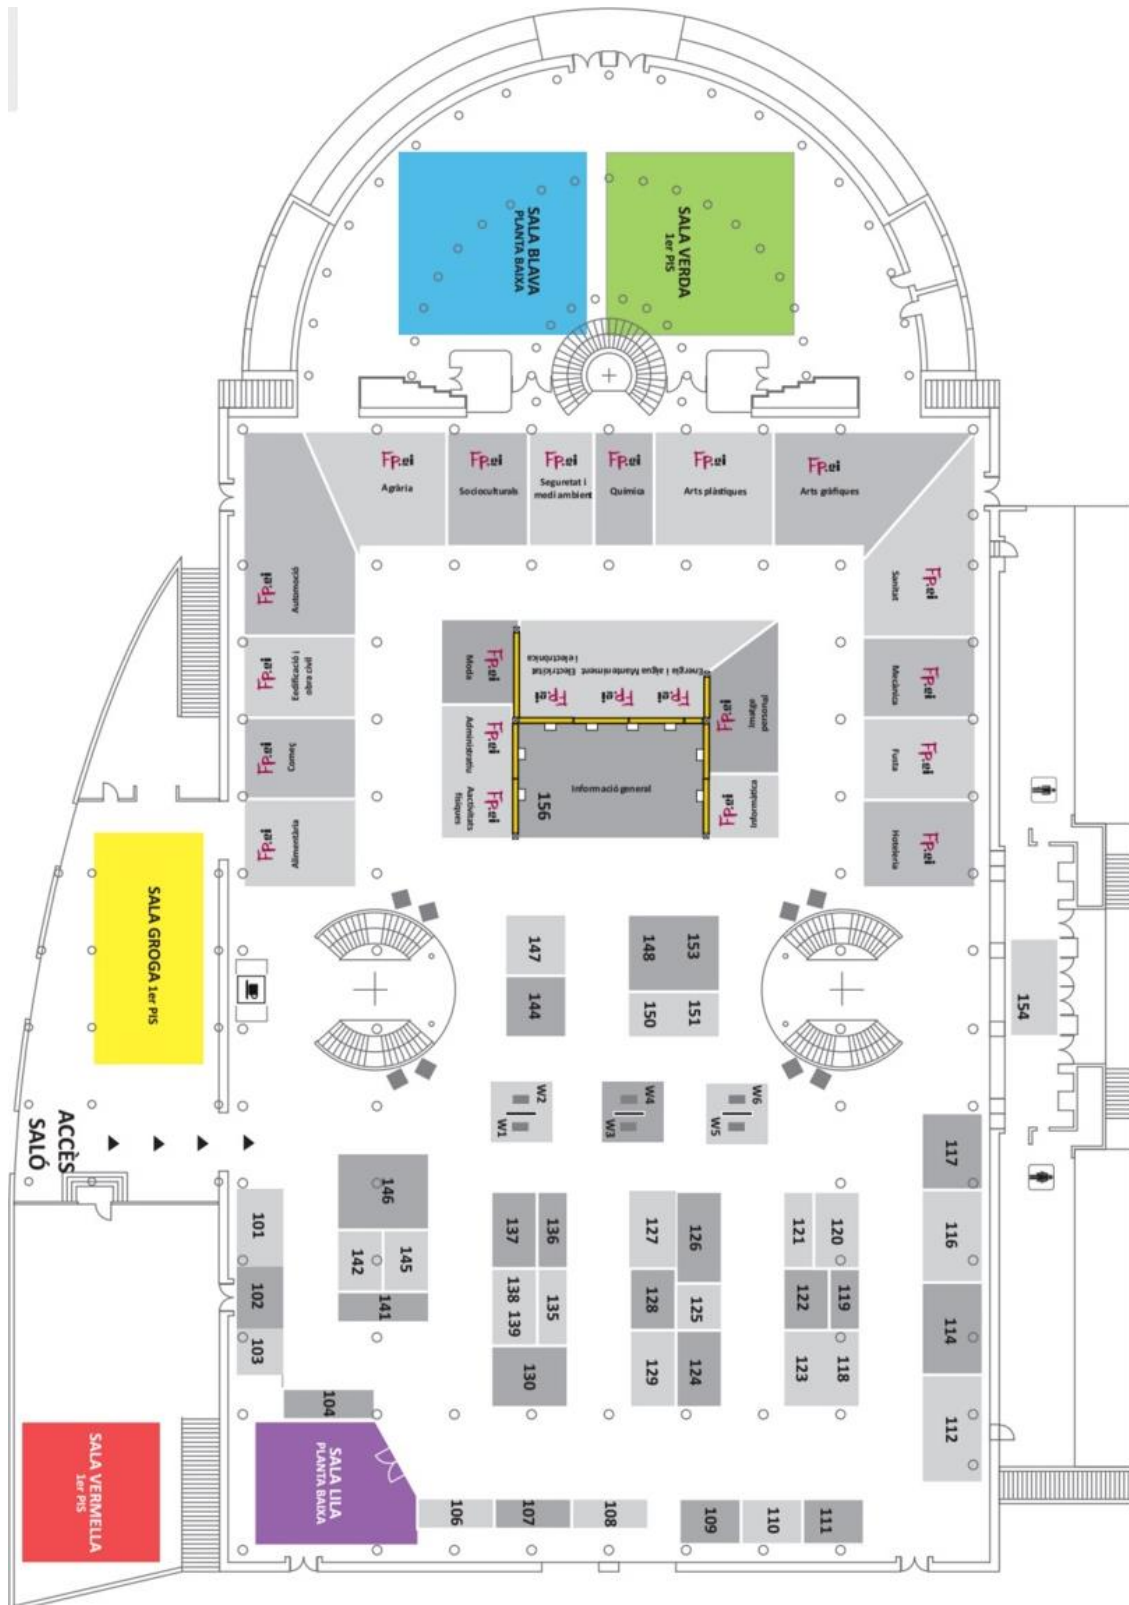 SALA BLAVA
PLANTA BAIXA
SALA VERDA
1er PIS
FP.ei
Agrària
FP.ei
Socioculturals
FP.ei
Seguretat i
medi ambient
FP.ei
Química
FP.ei
Arts plàstiques
FP.ei
Arts gràfiques
FP.ei
Automoció
FP.ei
Sanitat
FP.ei
Edificació i
obra civil
FP.ei
Mecànica
FP.ei
Comerç
FP.ei
Fusta
FP.ei
Alimentària
FP.ei
Hoteleria
FP.ei
Moda
FP.ei
Administratiu
FP.ei
Aactivitats
físiques
Electricitat
i electrònica
FP.ei
Manteniment
FP.ei
Energia i aigua
FP.ei
Imatge
personal
FP.ei
Informàtica
FP.ei
Informació general
156
SALA GROGA 1er PIS
147
148
153
144
150
151
154
W2
W1
W4
W3
W6
W5
ACCÈS
SALÓ
117
146
101
137
136
127
126
121
120
116
142
145
102
138
139
135
128
125
122
119
114
141
103
130
129
124
123
118
112
104
SALA LILA
PLANTA BAIXA
SALA VERMELLA
1er PIS
106
107
108
109
110
111